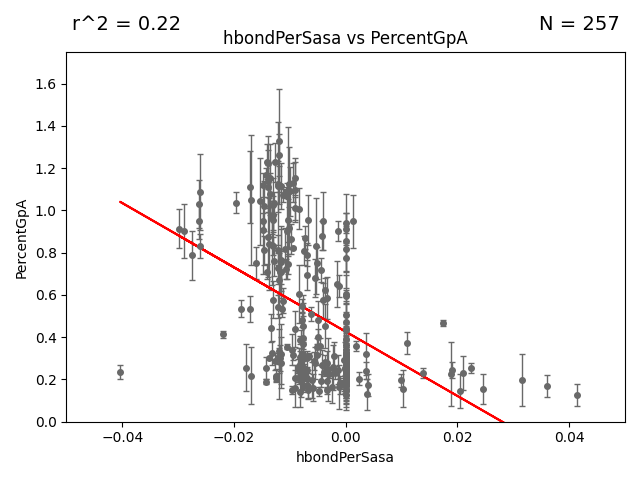 r^2 = 0.22
N = 257
hbondPerSasa vs PercentGpA
PercentGpA
1.6
1.4
1.2
1.0
0.8
0.6
0.4
0.2
0.0
−0.04
−0.02
0.00
0.02
0.04
hbondPerSasa